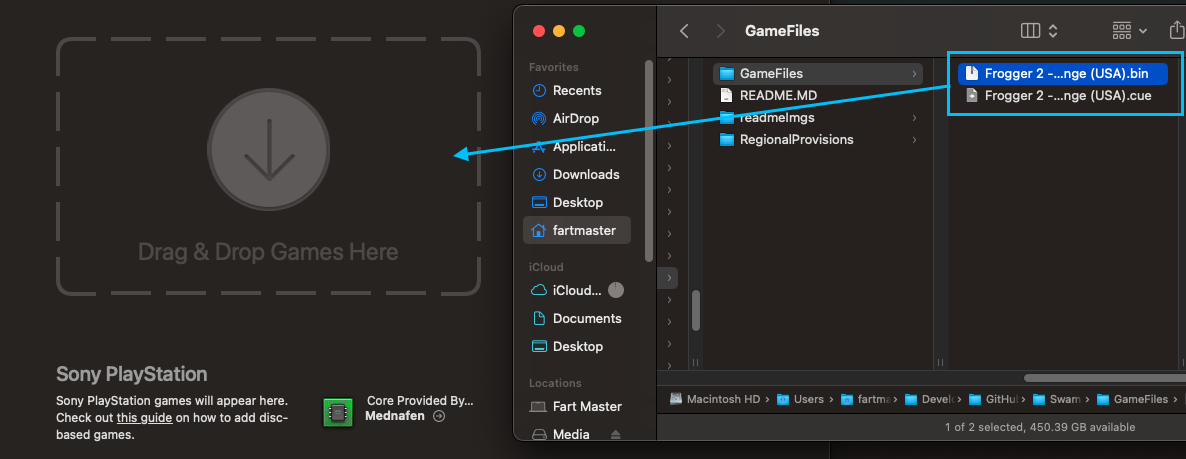 Drag & Drop Games Here
Sony PlayStation
Sony PlayStation games will appear here.
Check out this guide on how to add disc-
based games.
Core Provided By...
Mednafen
Favorites
Recents
AirDrop
Applicati...
Downloads
Desktop
fartmaster
iCloud
iCloud...
Documents
Desktop
Locations
Fart Master
Media
GameFiles
GameFiles
README.MD
readmeImgs
RegionalProvisions
Frogger 2 -...nge (USA).bin
Frogger 2 -...nge (USA).cue
Macintosh HD
Users
fartma
Develo
GitHub
Swam
GameFiles
1 of 2 selected, 450.39 GB available